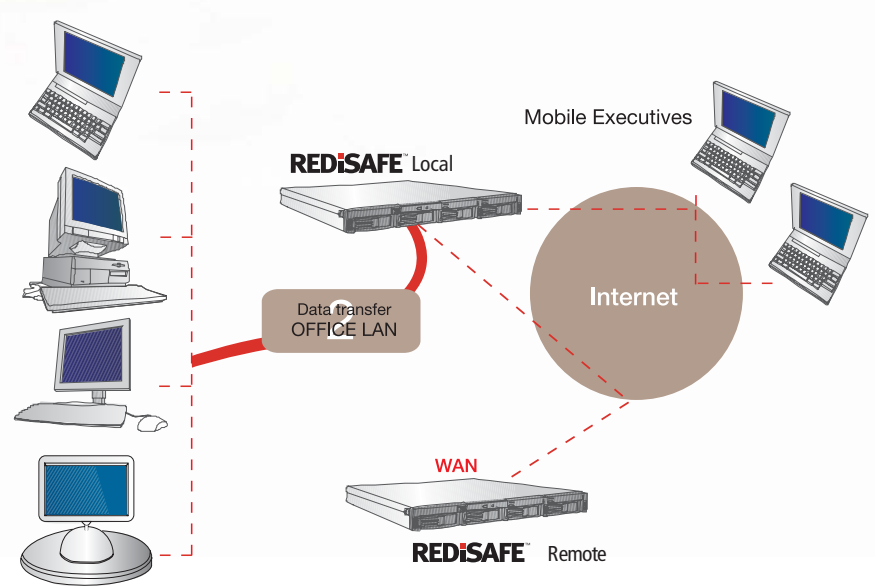 Mobile Executives
REDiSAFE™ Local
Internet
2
Data transfer
OFFICE LAN
WAN
REDiSAFE™ Remote